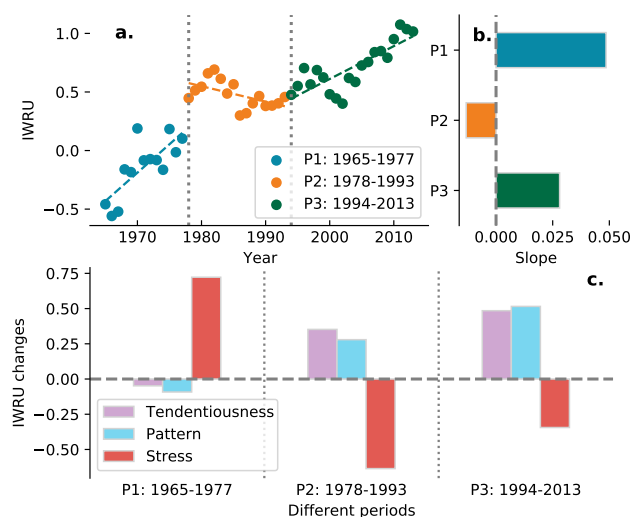 a.
1.0
0.5
0.0
−0.5
IWRU
P1: 1965-1977
P2: 1978-1993
P3: 1994-2013
1970 1980 1990 2000 2010
Year
b.
P1
P2
P3
0.000 0.025 0.050
Slope
c.
0.75
0.50
0.25
0.00
−0.25
−0.50
IWRU changes
Tendentiousness
Pattern
Stress
P1: 1965-1977 P2: 1978-1993 P3: 1994-2013
Different periods